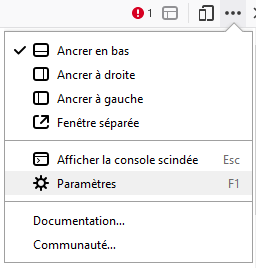 1
Ancrer en bas
Ancrer à droite
Ancrer à gauche
Fenêtre séparée
Afficher la console scindée Esc
Paramètres F1
Documentation...
Communauté...